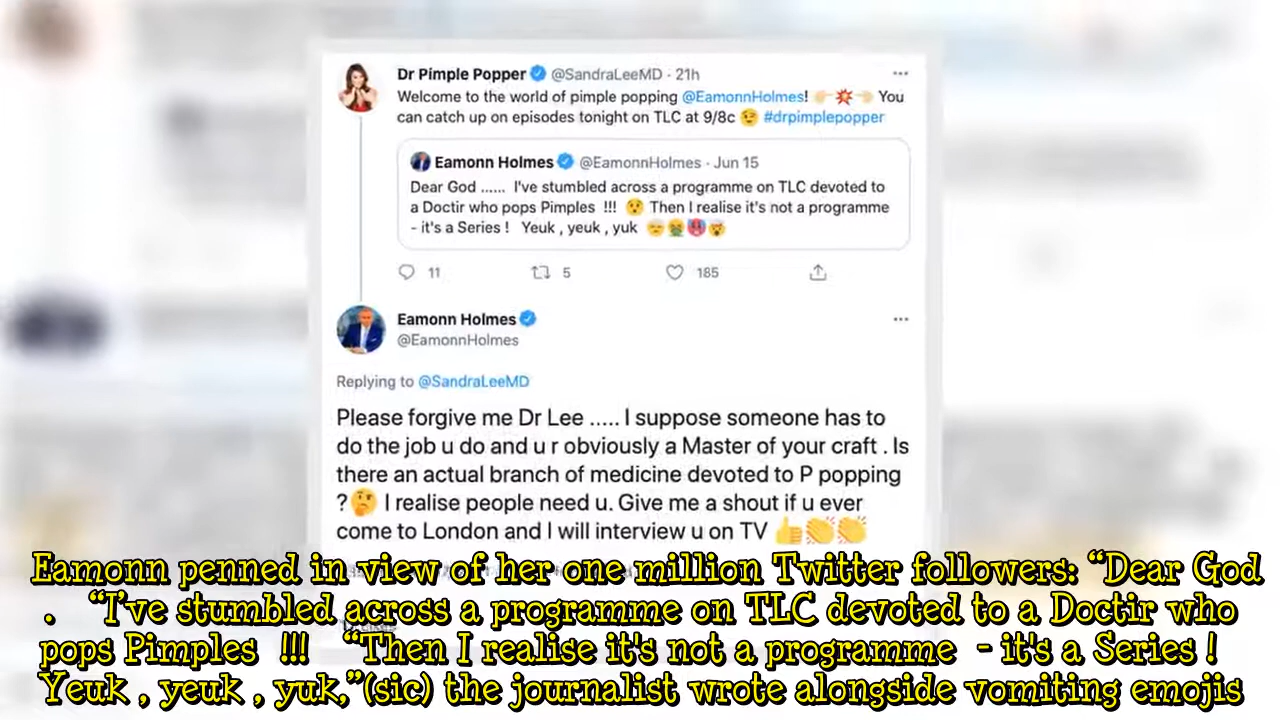 Dr Pimple Popper @SandraLeeMD · 21h
Welcome to the world of pimple popping @EamonnHolmes! 👉🏼💥👈🏼 You
can catch up on episodes tonight on TLC at 9/8c 😉 #drpimplepopper
Eamonn Holmes @EamonnHolmes · Jun 15
Dear God ...... I've stumbled across a programme on TLC devoted to
a Doctir who pops Pimples !!! 😯 Then I realise it's not a programme
- it's a Series ! Yeuk , yeuk , yuk 🤕🤮🥵🤯
11 5 185
Eamonn Holmes
@EamonnHolmes
Replying to @SandraLeeMD
Please forgive me Dr Lee ..... I suppose someone has to
do the job u do and u r obviously a Master of your craft . Is
there an actual branch of medicine devoted to P popping
?🤔 I realise people need u. Give me a shout if u ever
come to London and I will interview u on TV 👍👏👏
Eamonn penned in view of her one million Twitter followers: “Dear God
. “I've stumbled across a programme on TLC devoted to a Doctir who
pops Pimples !!! “Then I realise it's not a programme - it's a Series !
Yeuk , yeuk , yuk,”(sic) the journalist wrote alongside vomiting emojis